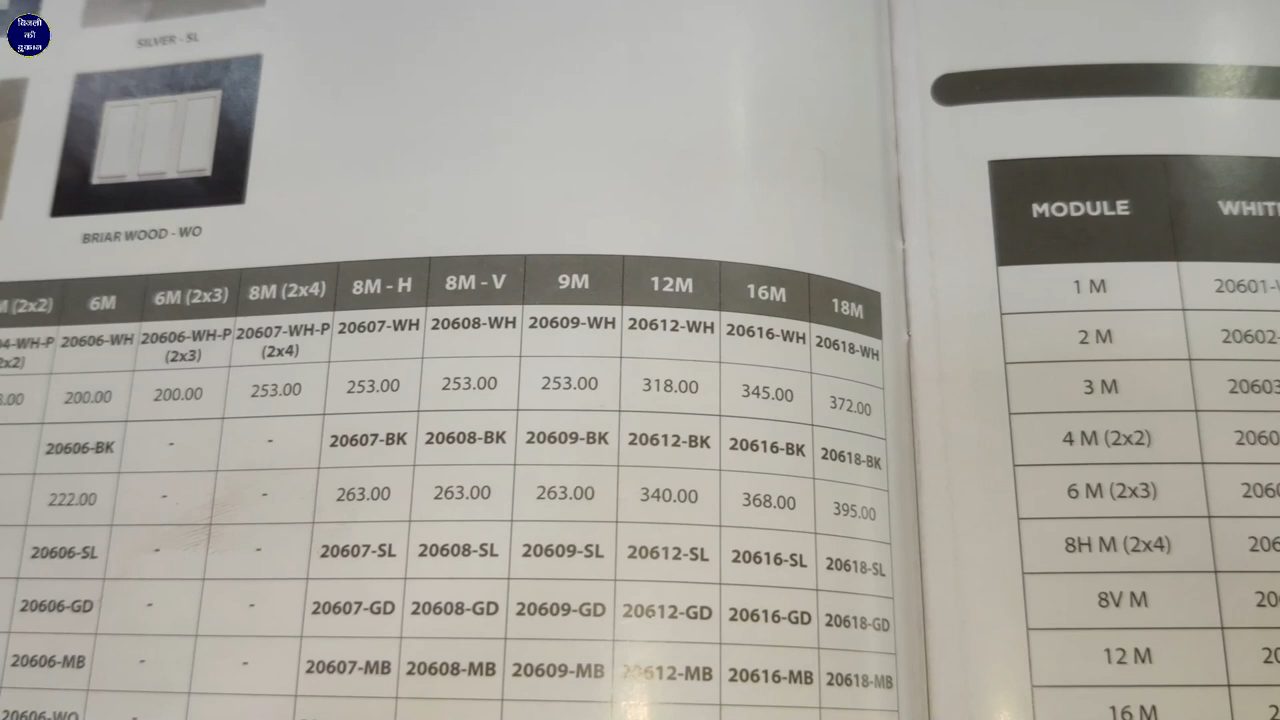 बिजली
की
दुकान
SILVER - SL
BRIAR WOOD - WO
M (2x2) 6M 6M (2x3) 8M (2x4) 8M - H 8M - V 9M 12M 16M 18M
4-WH-P 20606-WH 20606-WH-P 20607-WH-P 20607-WH 20608-WH 20609-WH 20612-WH 20616-WH 20618-WH
2x2) (2x3) (2x4)
.00 200.00 200.00 253.00 253.00 253.00 253.00 318.00 345.00 372.00
20606-BK - - 20607-BK 20608-BK 20609-BK 20612-BK 20616-BK 20618-BK
222.00 - - 263.00 263.00 263.00 340.00 368.00 395.00
20606-SL - - 20607-SL 20608-SL 20609-SL 20612-SL 20616-SL 20618-SL
20606-GD - - 20607-GD 20608-GD 20609-GD 20612-GD 20616-GD 20618-GD
20606-MB - - 20607-MB 20608-MB 20609-MB 20612-MB 20616-MB 20618-MB
20606-WO -
MODULE WHIT
1 M 20601-
2 M 20602-
3 M 20603
4 M (2x2) 2060
6 M (2x3) 206
8H M (2x4) 206
8V M 20
12 M 20
16 M 2